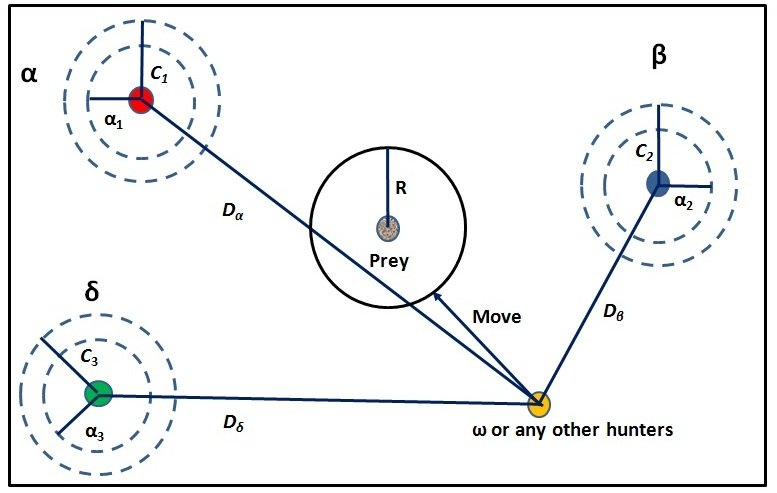 α
C1
α1
β
C2
α2
R
Prey
Dα
δ
C3
α3
Dδ
Move
Dβ
ω or any other hunters